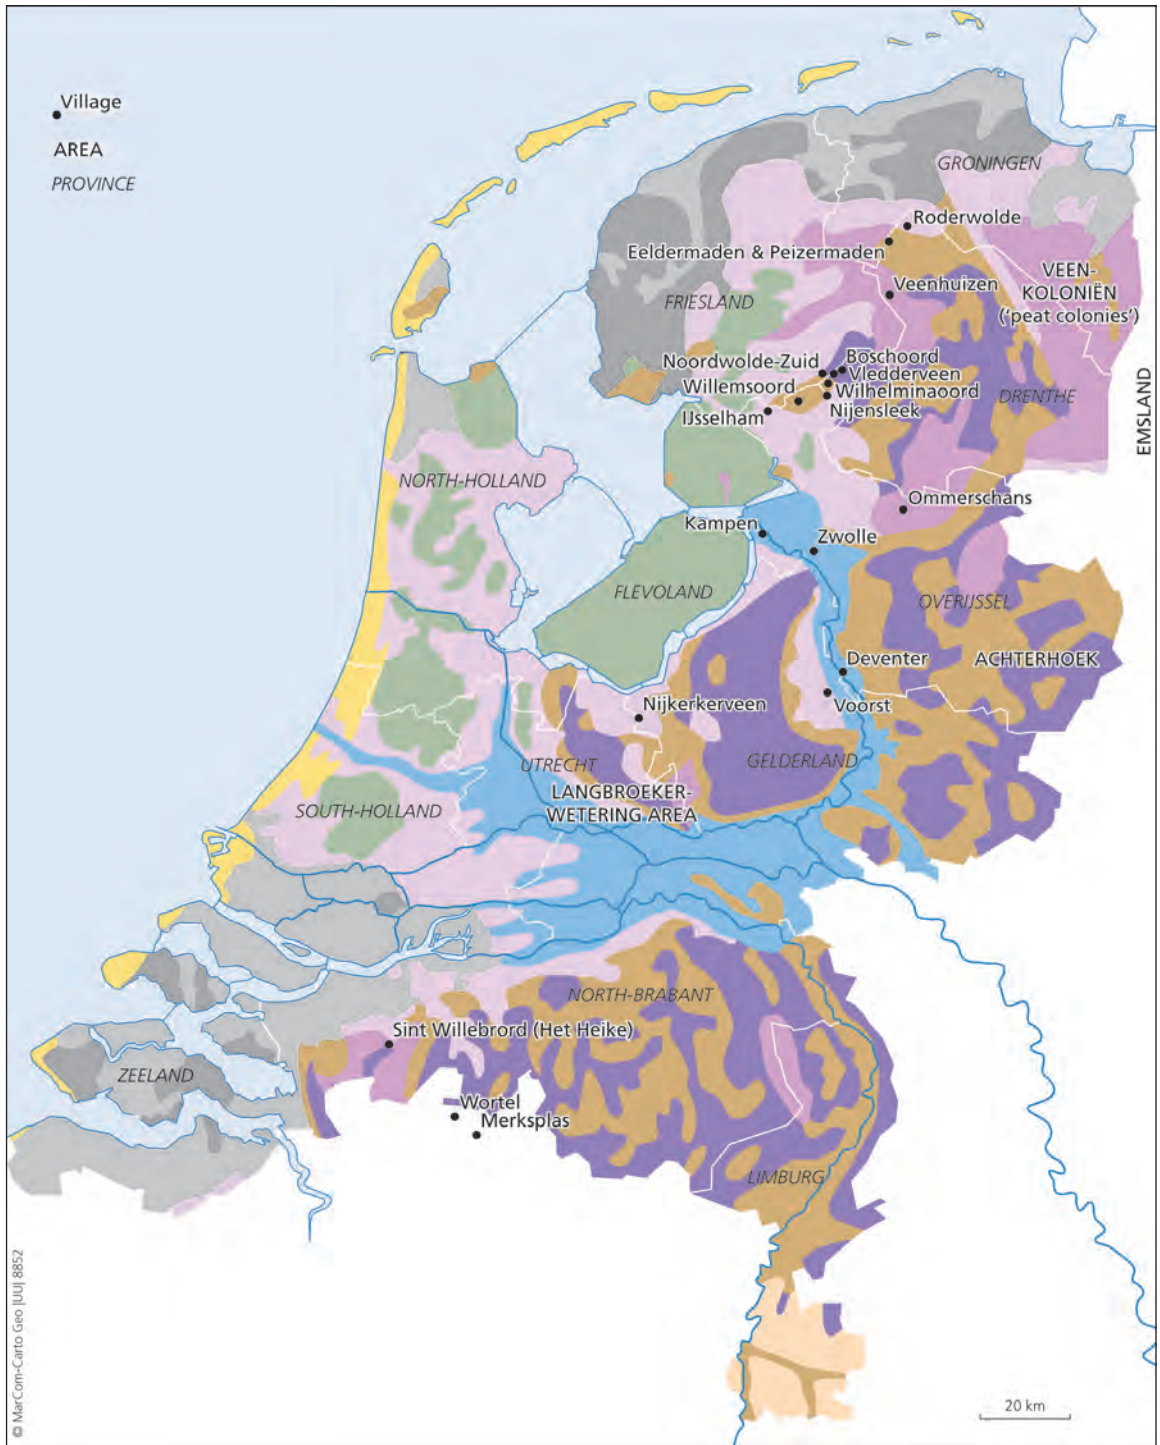 Village
AREA
PROVINCE
GRONINGEN
Roderwolde
Eeldermaden & Peizermaden
VEEN-
KOLONIËN
('peat colonies')
Veenhuizen
FRIESLAND
Boschoord
Noordwolde-Zuid
Vledderveen
Willemsoord
Wilhelminaoord
DRENTHE
IJsselham
Nijensleek
EMSLAND
NORTH-HOLLAND
Ommerschans
Kampen
Zwolle
FLEVOLAND
OVERIJSSEL
Deventer
ACHTERHOEK
Nijkerkerveen
Voorst
UTRECHT
GELDERLAND
LANGBROEKER-
WETERING AREA
SOUTH-HOLLAND
NORTH-BRABANT
Sint Willebrord (Het Heike)
ZEELAND
Wortel
Merksplas
LIMBURG
20 km
© MarCom-Carto Geo |UU| 8852